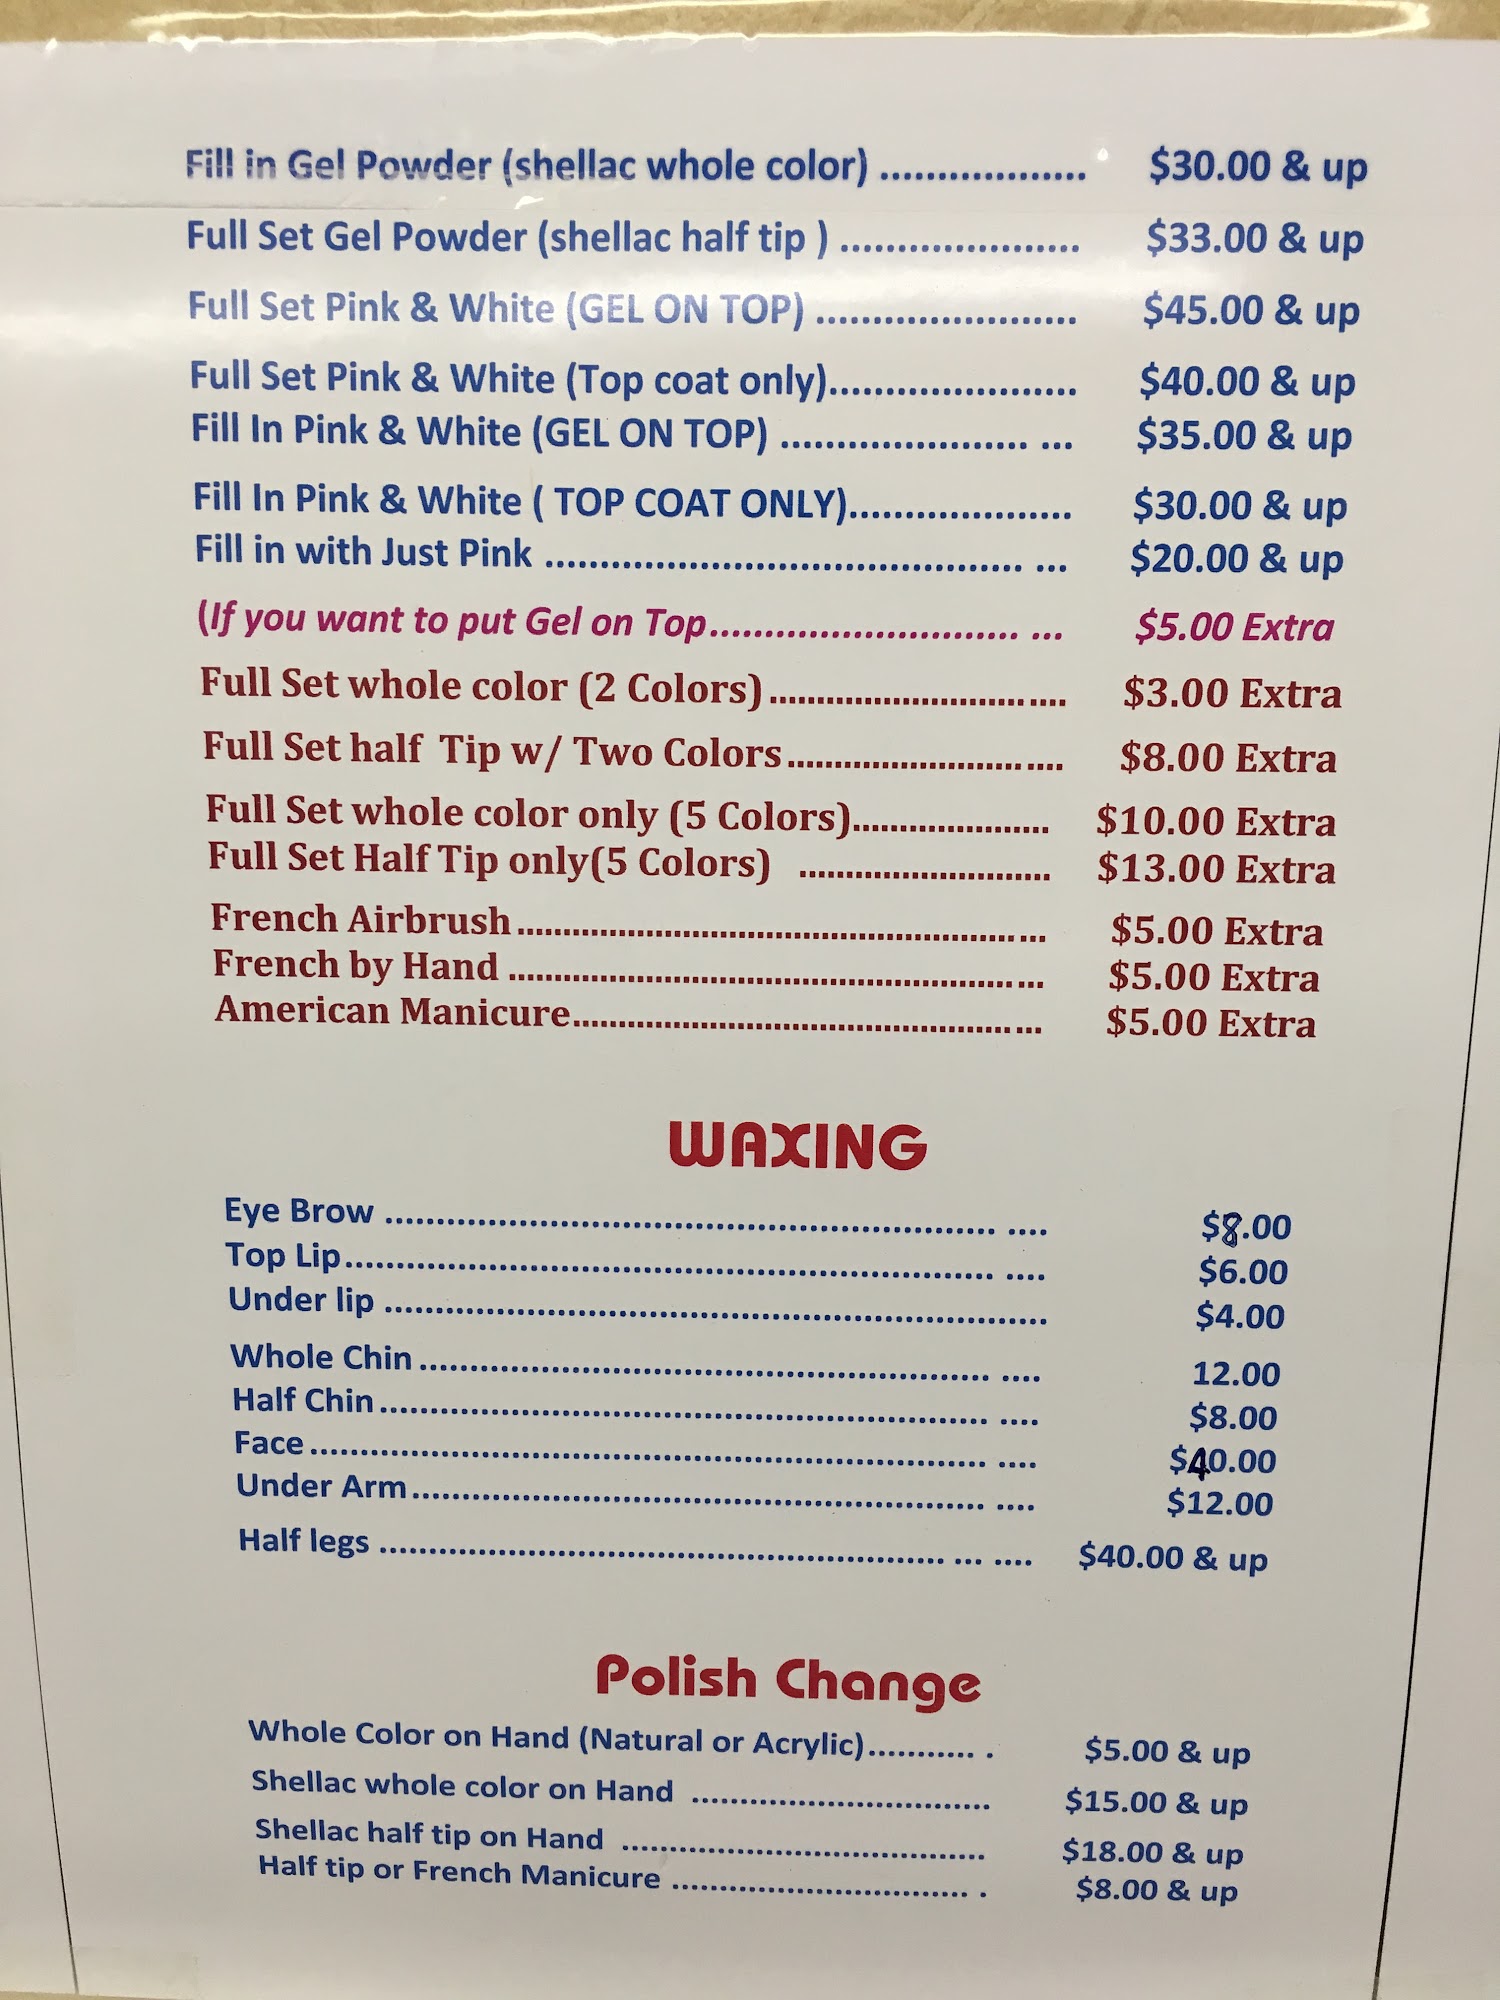 Fill in Gel Powder (shellac whole color) .................. $30.00 & up
Full Set Gel Powder (shellac half tip ) ..................... $33.00 & up
Full Set Pink & White (GEL ON TOP) ....................... $45.00 & up
Full Set Pink & White (Top coat only)...................... $40.00 & up
Fill In Pink & White (GEL ON TOP) ...................... ... $35.00 & up
Fill In Pink & White ( TOP COAT ONLY).................... $30.00 & up
Fill in with Just Pink .......................................... ... $20.00 & up
(If you want to put Gel on Top............................ ... $5.00 Extra
Full Set whole color (2 Colors)........................... .... $3.00 Extra
Full Set half Tip w/ Two Colors......................... .... $8.00 Extra
Full Set whole color only (5 Colors)..................... $10.00 Extra
Full Set Half Tip only(5 Colors) ........................... $13.00 Extra
French Airbrush..................................................... ... $5.00 Extra
French by Hand ...................................................... ... $5.00 Extra
American Manicure............................................... ... $5.00 Extra
WAXING
Eye Brow ............................................................ .... $8.00
Top Lip................................................................ .... $6.00
Under lip ................................................................. $4.00
Whole Chin ......................................................... .... 12.00
Half Chin ............................................................ .... $8.00
Face ................................................................... .... $40.00
Under Arm......................................................... .... $12.00
Half legs ........................................................ ... .... $40.00 & up
Polish Change
Whole Color on Hand (Natural or Acrylic)........... . $5.00 & up
Shellac whole color on Hand ............................... $15.00 & up
Shellac half tip on Hand ..................................... $18.00 & up
Half tip or French Manicure .............................. . $8.00 & up